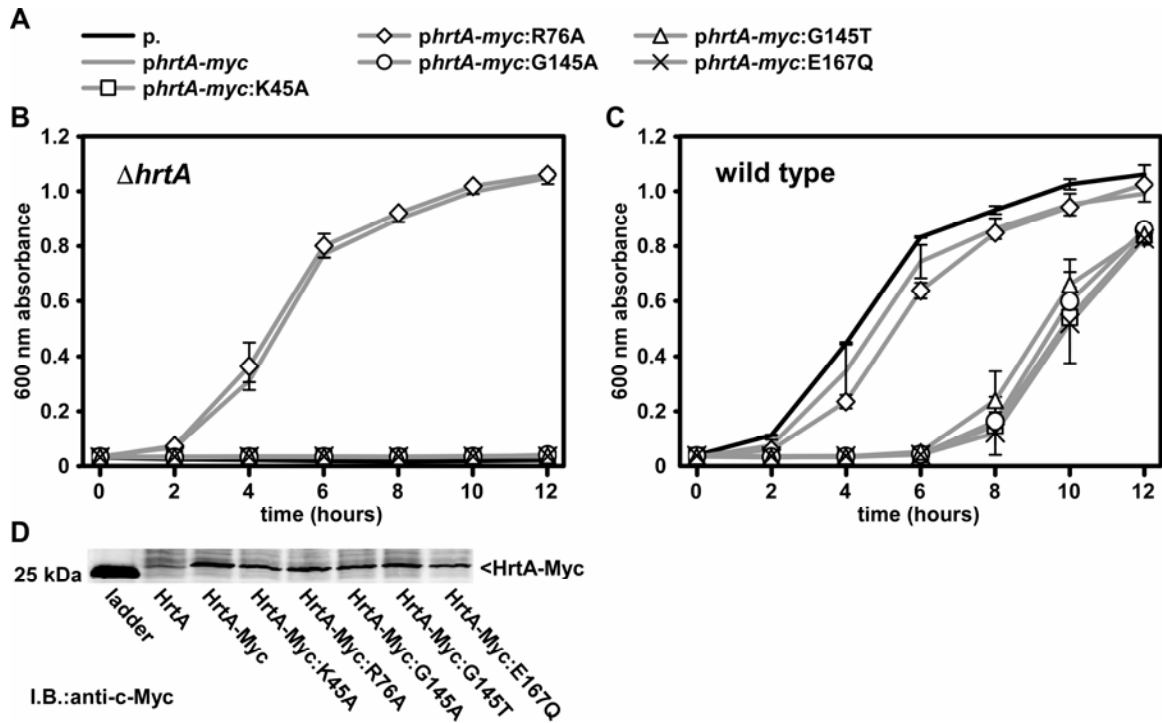 A
p.
phrtA-myc
phrtA-myc:K45A
phrtA-myc:R76A
phrtA-myc:G145A
phrtA-myc:G145T
phrtA-myc:E167Q
B
ΔhrtA
600 nm absorbance
1.2
1.0
0.8
0.6
0.4
0.2
0
0 2 4 6 8 10 12
time (hours)
C
wild type
600 nm absorbance
1.2
1.0
0.8
0.6
0.4
0.2
0
0 2 4 6 8 10 12
time (hours)
D
25 kDa
<HrtA-Myc
ladder
HrtA
HrtA-Myc
HrtA-Myc:K45A
HrtA-Myc:R76A
HrtA-Myc:G145A
HrtA-Myc:G145T
HrtA-Myc:E167Q
I.B.:anti-c-Myc